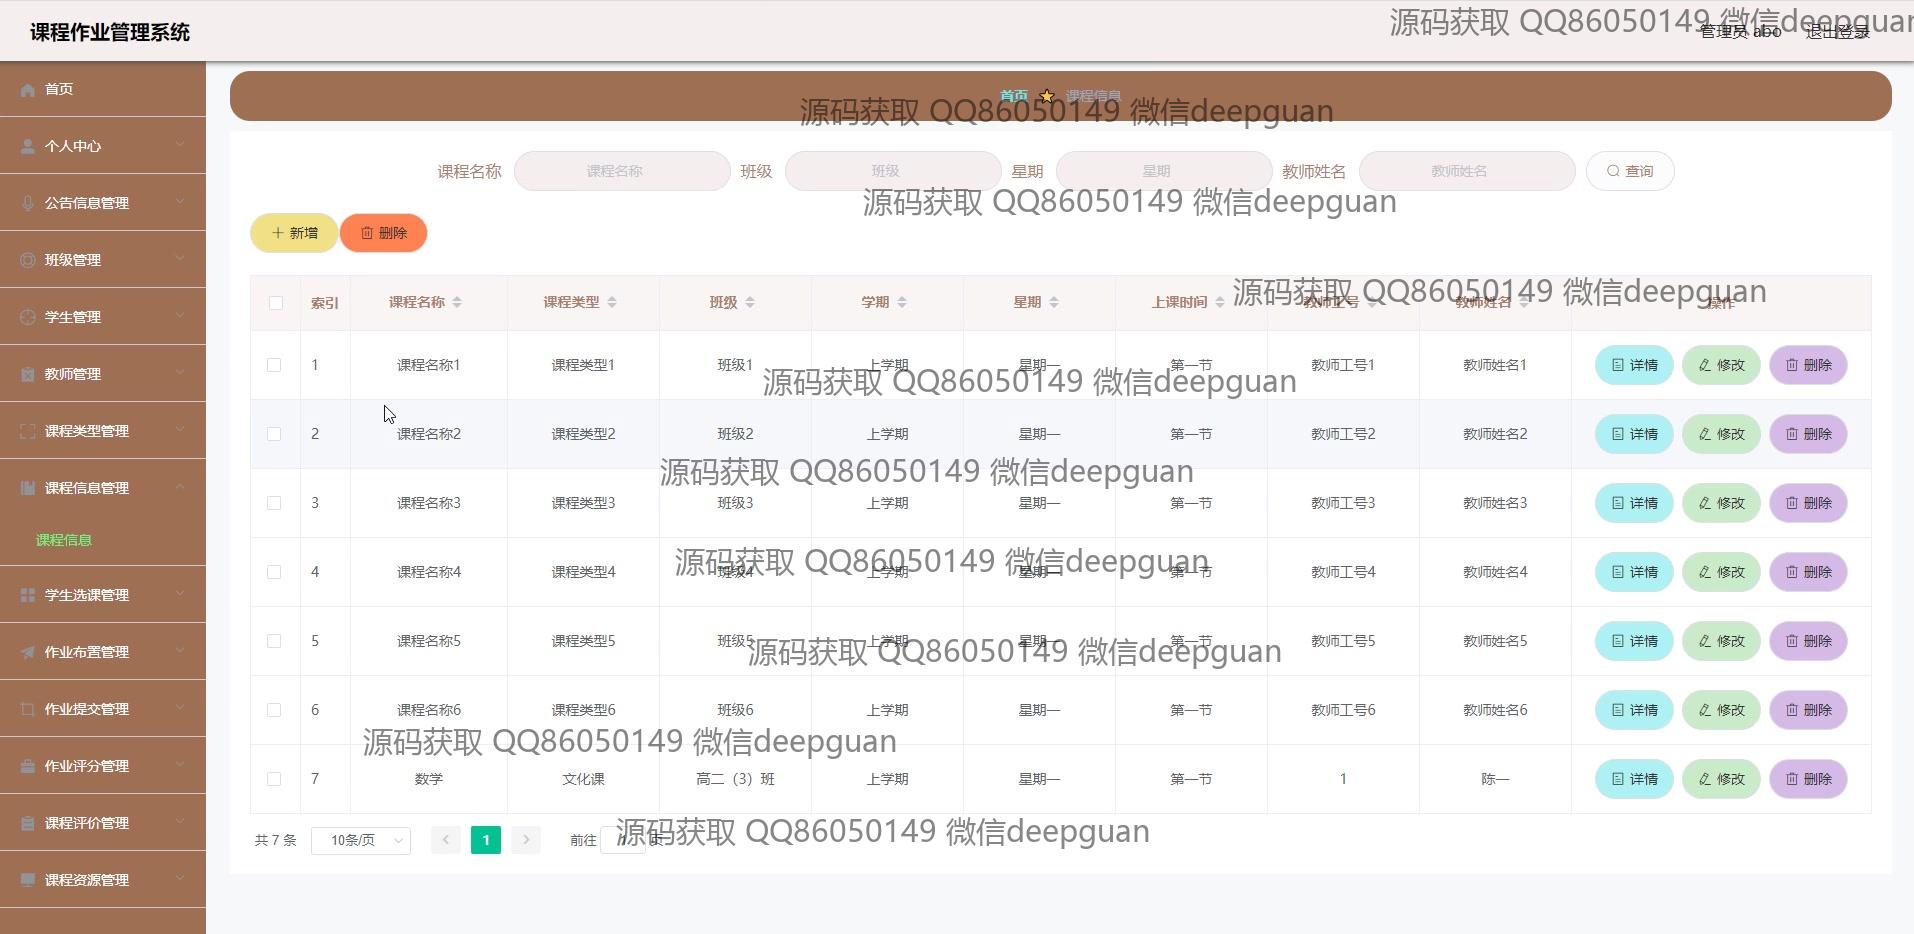 课程作业管理系统
源码获取 QQ86050149 微信deepguan
管理员 abo 退出登录
首页
个人中心
公告信息管理
班级管理
学生管理
教师管理
课程类型管理
课程信息管理
课程信息
学生选课管理
作业布置管理
作业提交管理
作业评分管理
课程评价管理
课程资源管理
首页 课程信息
源码获取 QQ86050149 微信deepguan
课程名称 课程名称 班级 班级 星期 星期 教师姓名 教师姓名 查询
源码获取 QQ86050149 微信deepguan
新增 删除
源码获取 QQ86050149 微信deepguan
索引 课程名称 课程类型 班级 学期 星期 上课时间 教师工号 教师姓名 操作
1 课程名称1 课程类型1 班级1 上学期 星期一 第一节 教师工号1 教师姓名1 详情 修改 删除
源码获取 QQ86050149 微信deepguan
2 课程名称2 课程类型2 班级2 上学期 星期一 第一节 教师工号2 教师姓名2 详情 修改 删除
源码获取 QQ86050149 微信deepguan
3 课程名称3 课程类型3 班级3 上学期 星期一 第一节 教师工号3 教师姓名3 详情 修改 删除
源码获取 QQ86050149 微信deepguan
4 课程名称4 课程类型4 班级4 上学期 星期一 第一节 教师工号4 教师姓名4 详情 修改 删除
5 课程名称5 课程类型5 班级5 上学期 星期一 第一节 教师工号5 教师姓名5 详情 修改 删除
源码获取 QQ86050149 微信deepguan
6 课程名称6 课程类型6 班级6 上学期 星期一 第一节 教师工号6 教师姓名6 详情 修改 删除
源码获取 QQ86050149 微信deepguan
7 数学 文化课 高二（3）班 上学期 星期一 第一节 1 陈一 详情 修改 删除
源码获取 QQ86050149 微信deepguan
共 7 条 10条/页 1 前往 1 页